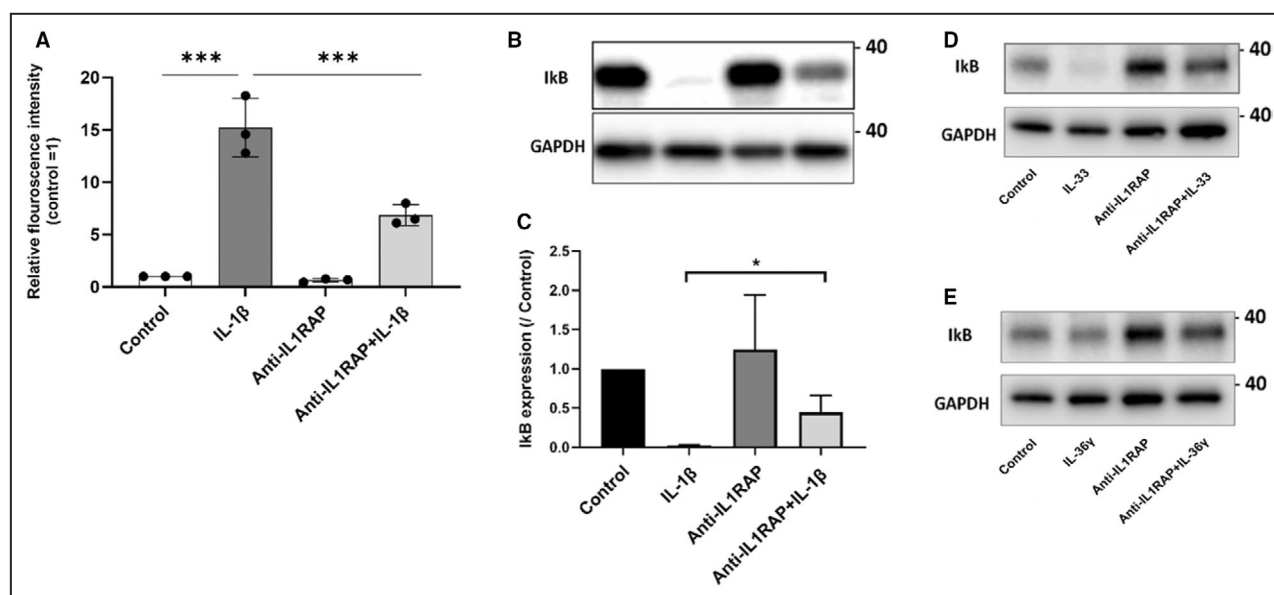 A
*** ***
20
15
10
5
0
Relative flouroscence intensity
(control =1)
Control
IL-1β
Anti-IL1RAP
Anti-IL1RAP+IL-1β
B
40
IkB
40
GAPDH
C
2.5
2.0
1.5
1.0
0.5
0.0
*
IkB expression (/ Control)
Control
IL-1β
Anti-IL1RAP
Anti-IL1RAP+IL-1β
D
40
IkB
40
GAPDH
Control
IL-33
Anti-IL1RAP
Anti-IL1RAP+IL-33
E
40
IkB
40
GAPDH
Control
IL-36γ
Anti-IL1RAP
Anti-IL1RAP+IL-36γ